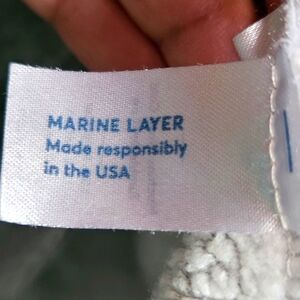 MARINE LAYER
Made responsibly
in the USA